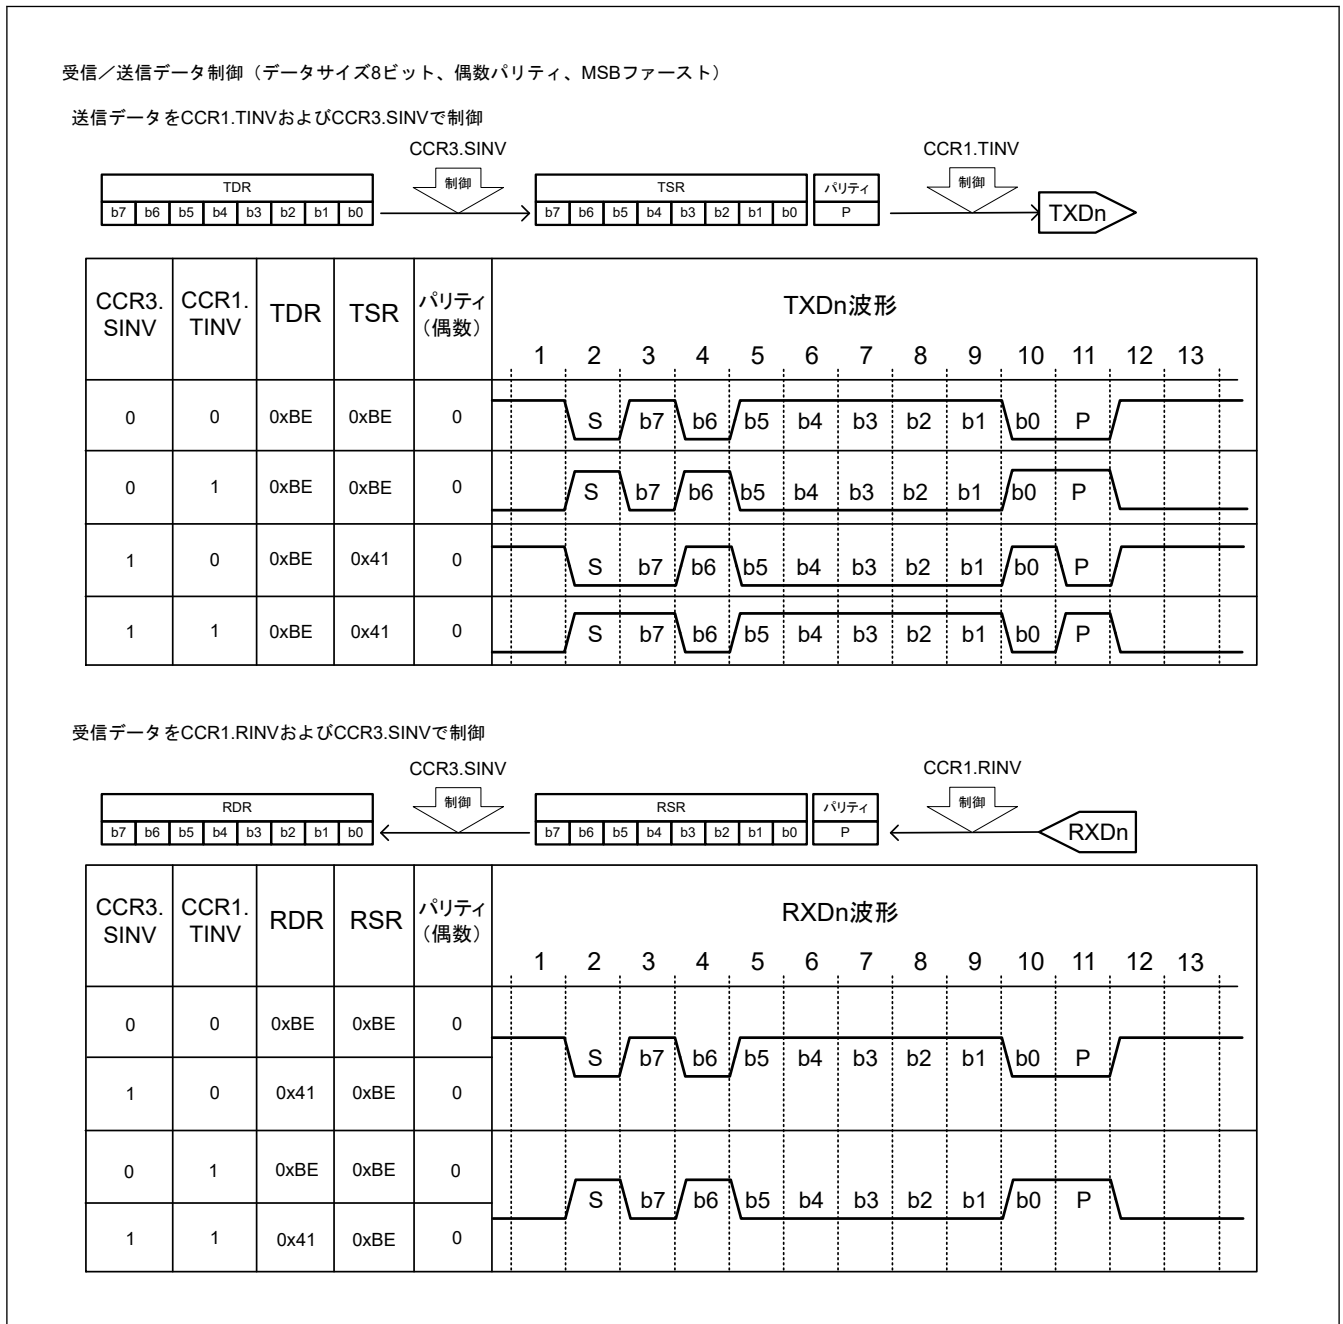 受信／送信データ制御（データサイズ8ビット、偶数パリティ、MSBファースト）
送信データをCCR1.TINVおよびCCR3.SINVで制御
CCR3.SINV CCR1.TINV
制御 制御
TDR TSR パリティ
b7 b6 b5 b4 b3 b2 b1 b0 b7 b6 b5 b4 b3 b2 b1 b0 P TXDn
CCR3. SINV CCR1. TINV TDR TSR パリティ（偶数） TXDn波形
1 2 3 4 5 6 7 8 9 10 11 12 13
0 0 0xBE 0xBE 0 S b7 b6 b5 b4 b3 b2 b1 b0 P
0 1 0xBE 0xBE 0 S b7 b6 b5 b4 b3 b2 b1 b0 P
1 0 0xBE 0x41 0 S b7 b6 b5 b4 b3 b2 b1 b0 P
1 1 0xBE 0x41 0 S b7 b6 b5 b4 b3 b2 b1 b0 P
受信データをCCR1.RINVおよびCCR3.SINVで制御
CCR3.SINV CCR1.RINV
制御 制御
RDR RSR パリティ
b7 b6 b5 b4 b3 b2 b1 b0 b7 b6 b5 b4 b3 b2 b1 b0 P RXDn
CCR3. SINV CCR1. TINV RDR RSR パリティ（偶数） RXDn波形
1 2 3 4 5 6 7 8 9 10 11 12 13
0 0 0xBE 0xBE 0
S b7 b6 b5 b4 b3 b2 b1 b0 P
1 0 0x41 0xBE 0
0 1 0xBE 0xBE 0
S b7 b6 b5 b4 b3 b2 b1 b0 P
1 1 0x41 0xBE 0